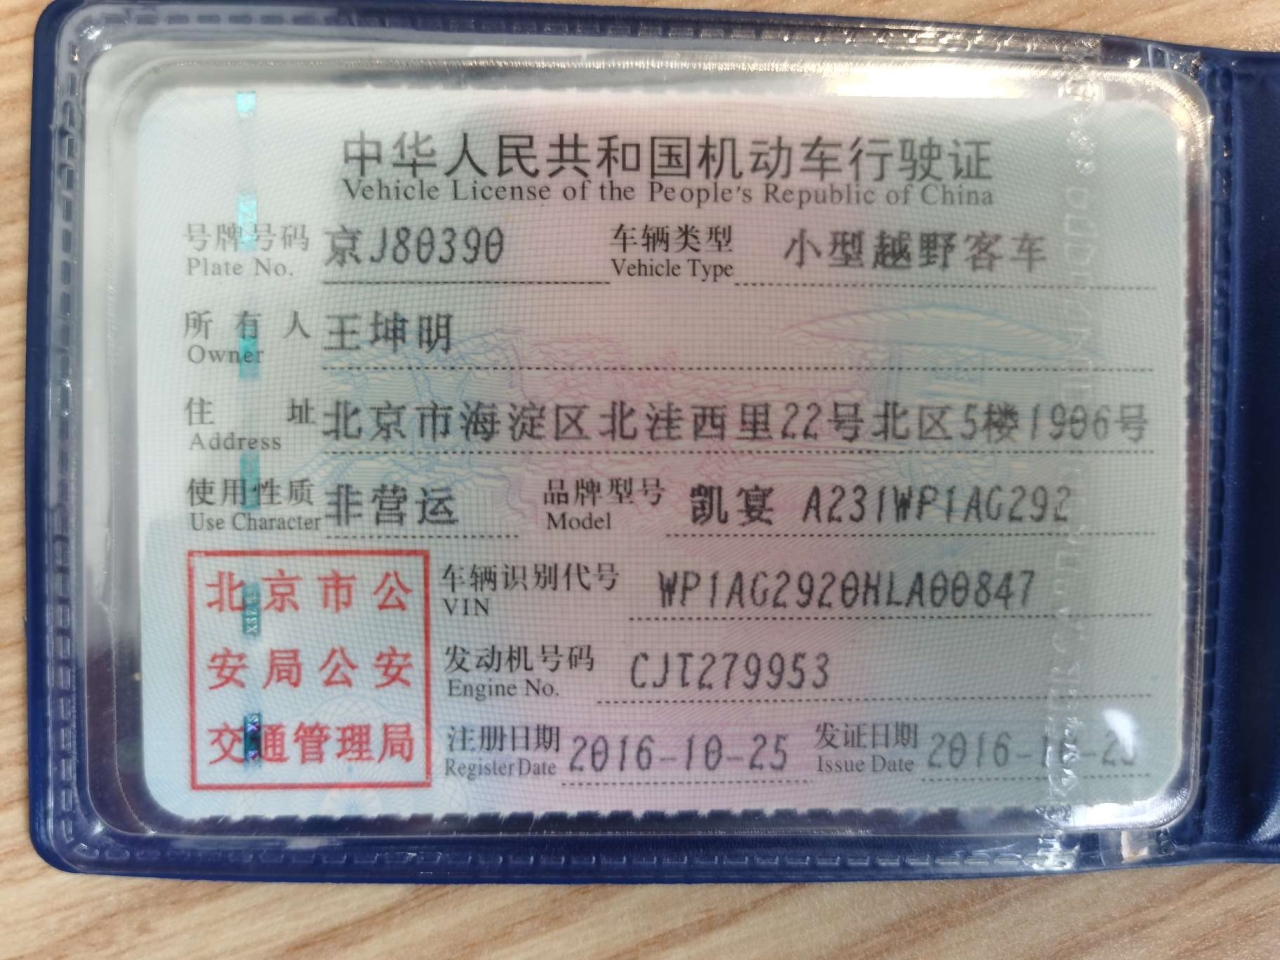 中华人民共和国机动车行驶证
Vehicle License of the People's Republic of China
号牌号码 京J80390 车辆类型 小型越野客车
Plate No. Vehicle Type
所有人 王坤明
Owner
住址 北京市海淀区北洼西里22号北区5楼1906号
Address
使用性质 非营运 品牌型号 凯宴 A231WP1AG292
Use Character Model
北京市公
安局公安
交通管理局
车辆识别代号 WP1AG2920HLA00847
VIN
发动机号码 CJT279953
Engine No.
注册日期 2016-10-25 发证日期 2016-
Register Date Issue Date